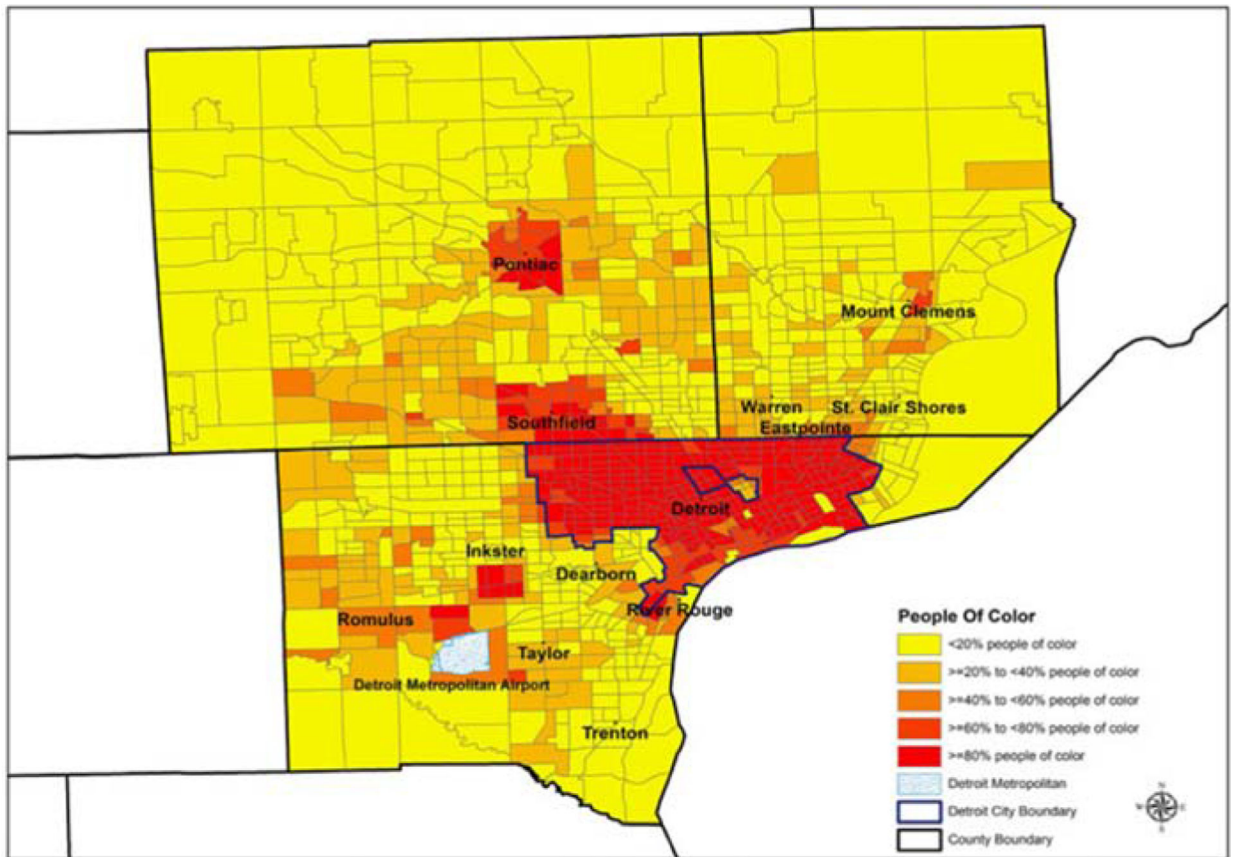 Pontiac
Mount Clemens
Warren
St. Clair Shores
Eastpointe
Southfield
Detroit
Inkster
Dearborn
River Rouge
Romulus
Taylor
Detroit Metropolitan Airport
Trenton
People Of Color
<20% people of color
>=20% to <40% people of color
>=40% to <60% people of color
>=60% to <80% people of color
>=80% people of color
Detroit Metropolitan
Detroit City Boundary
County Boundary
N
W
E
S